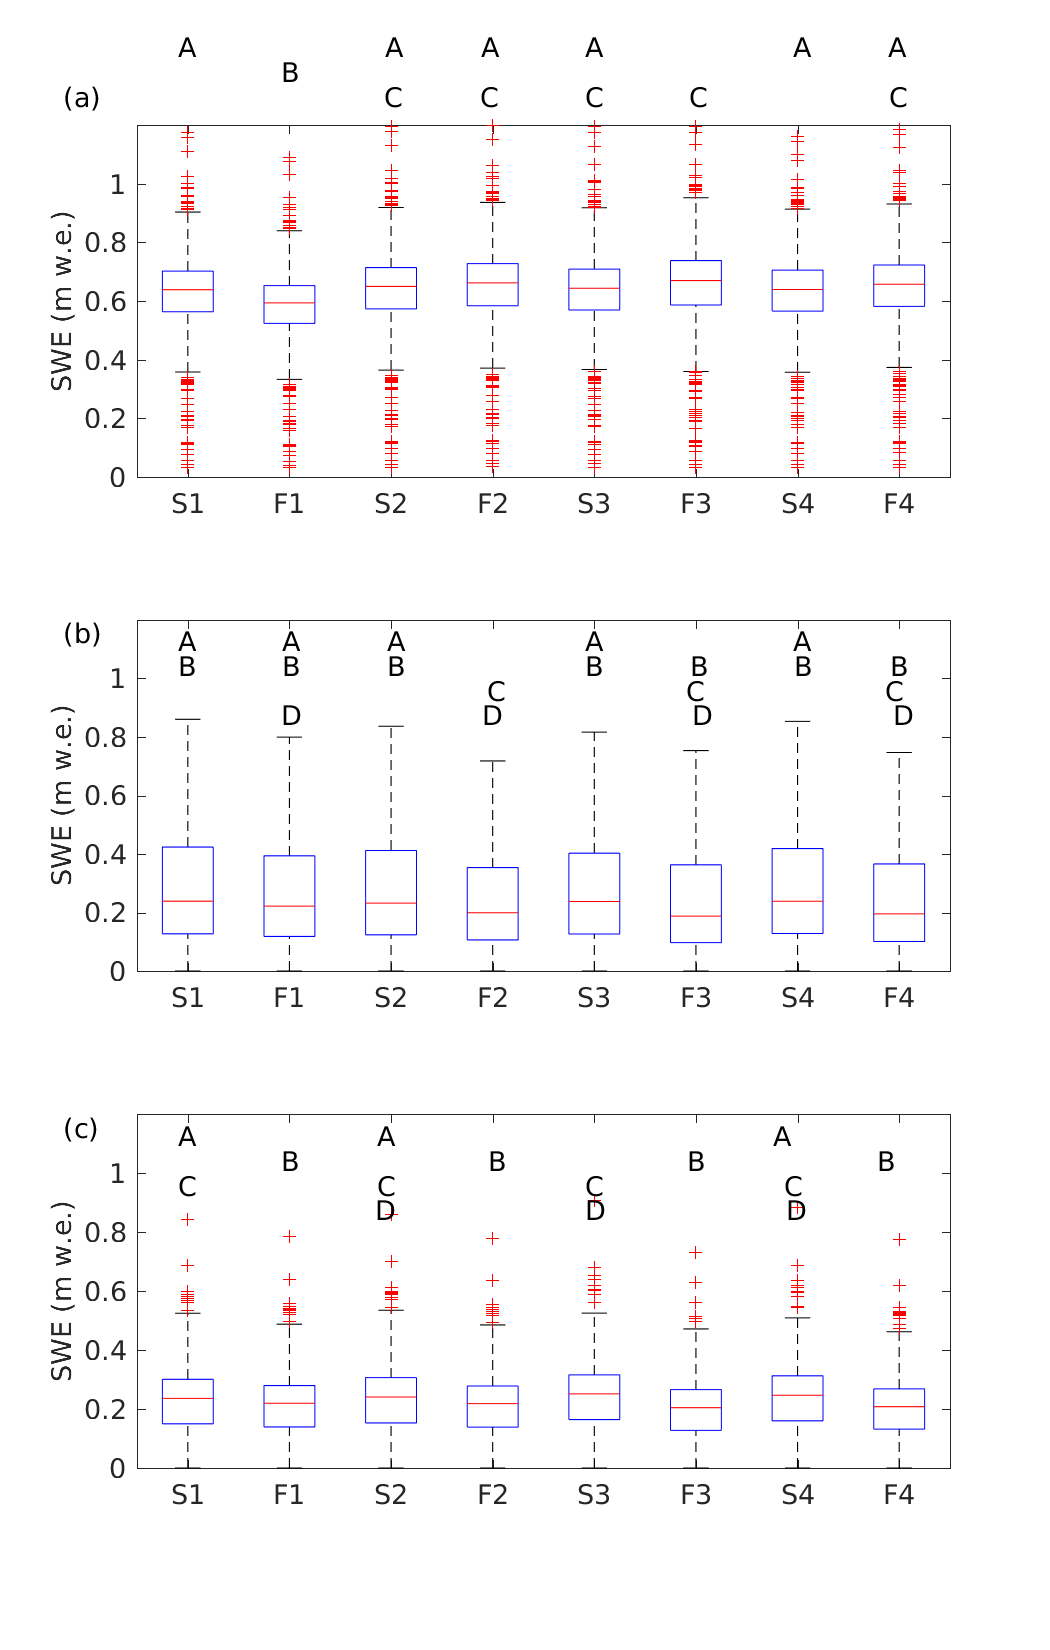 A A A A A A
B
(a) C C C C C
1
0.8
0.6
0.4
0.2
0
SWE (m w.e.)
S1 F1 S2 F2 S3 F3 S4 F4
(b) A A A A A
B B B B B B B
C C C
D D D D
1
0.8
0.6
0.4
0.2
0
SWE (m w.e.)
S1 F1 S2 F2 S3 F3 S4 F4
(c) A A A
B B B B
C C C C
D D D
1
0.8
0.6
0.4
0.2
0
SWE (m w.e.)
S1 F1 S2 F2 S3 F3 S4 F4